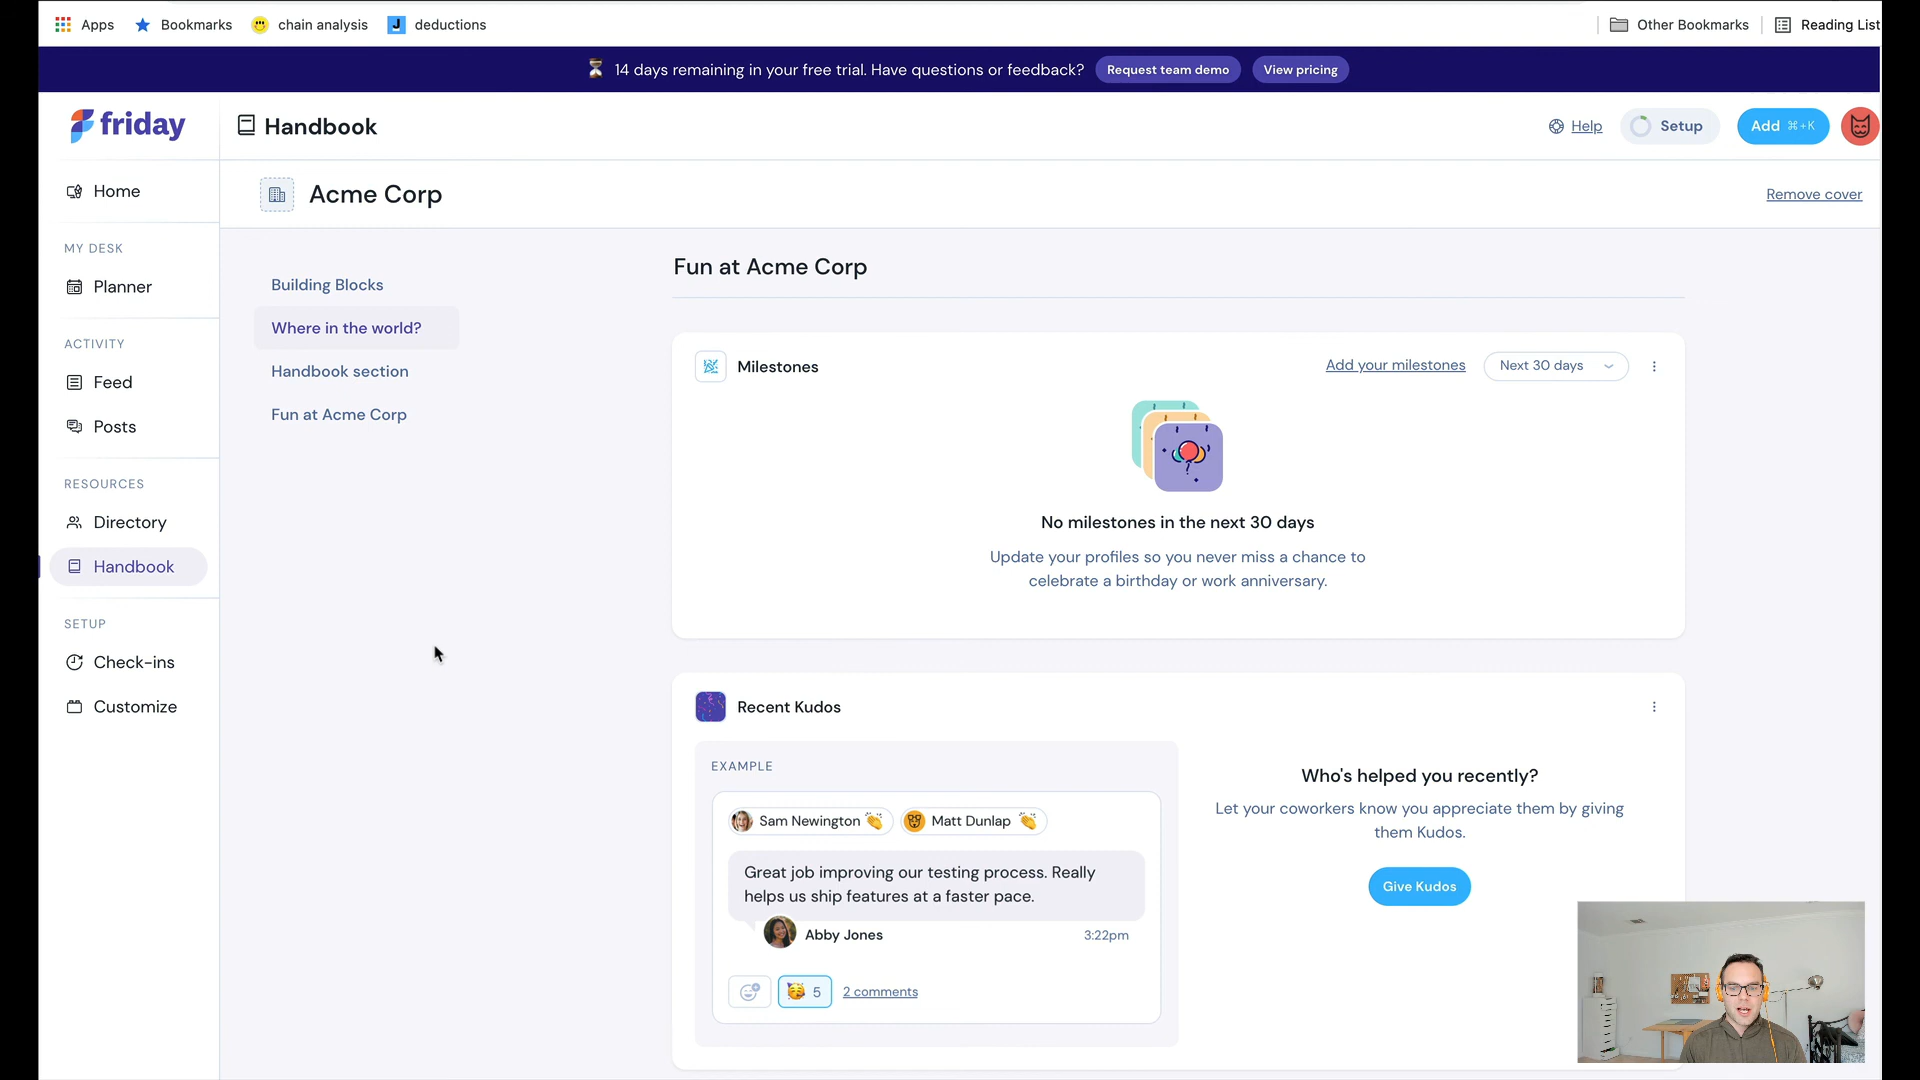 Apps
Bookmarks
chain analysis
J
deductions
Other Bookmarks
Reading List
14 days remaining in your free trial. Have questions or feedback?
Request team demo
View pricing
friday
Handbook
Help
Setup
Add ⌘+K
Acme Corp
Remove cover
Home
MY DESK
Planner
ACTIVITY
Feed
Posts
RESOURCES
Directory
Handbook
SETUP
Check-ins
Customize
Building Blocks
Where in the world?
Handbook section
Fun at Acme Corp
Fun at Acme Corp
Milestones
Add your milestones
Next 30 days
No milestones in the next 30 days
Update your profiles so you never miss a chance to
celebrate a birthday or work anniversary.
Recent Kudos
EXAMPLE
Sam Newington 👏
Matt Dunlap 👏
Great job improving our testing process. Really
helps us ship features at a faster pace.
Abby Jones
3:22pm
🥳 5
2 comments
Who's helped you recently?
Let your coworkers know you appreciate them by giving
them Kudos.
Give Kudos